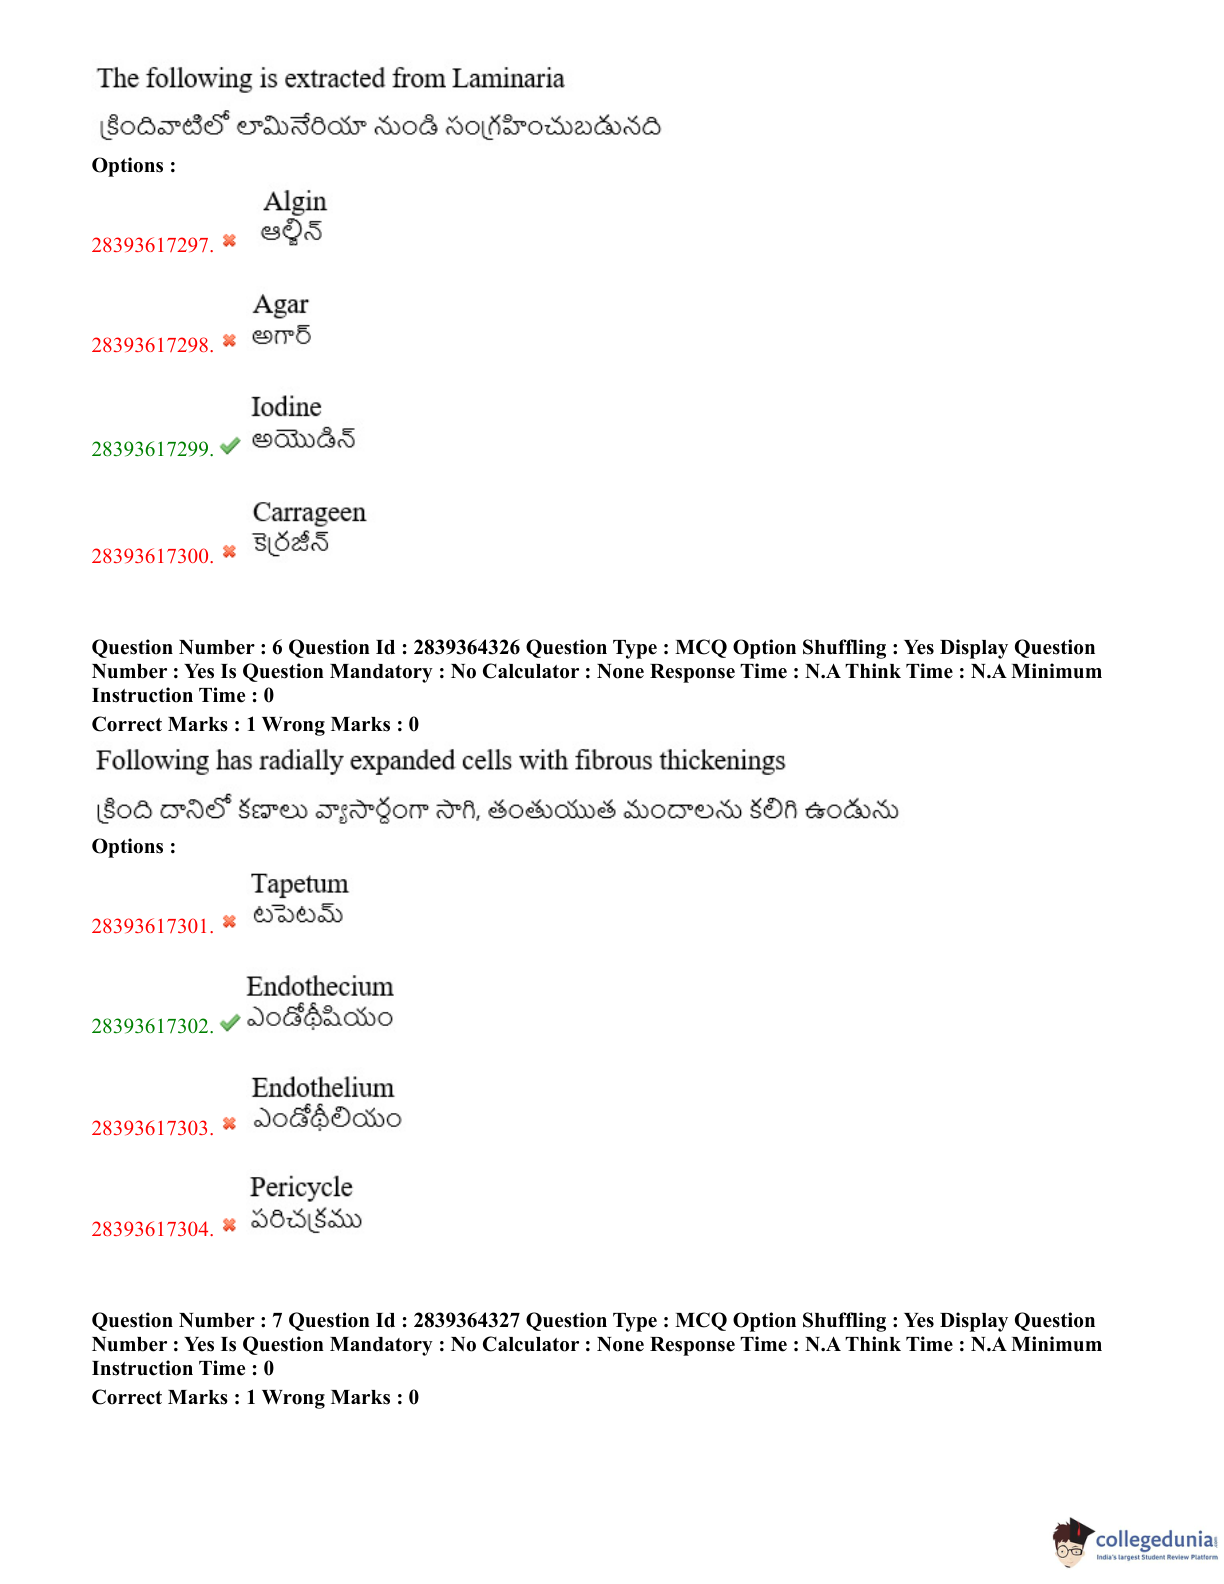 The following is extracted from Laminaria
క్రిందివాటిలో లామినేరియా నుండి సంగ్రహించుబడునది
Options :
Algin
ఆల్జిన్
28393617297.
Agar
అగార్
28393617298.
Iodine
అయొడిన్
28393617299.
Carrageen
కెర్రజీన్
28393617300.
Question Number : 6 Question Id : 2839364326 Question Type : MCQ Option Shuffling : Yes Display Question
Number : Yes Is Question Mandatory : No Calculator : None Response Time : N.A Think Time : N.A Minimum
Instruction Time : 0
Correct Marks : 1 Wrong Marks : 0
Following has radially expanded cells with fibrous thickenings
క్రింది దానిలో కణాలు వ్యాసార్ధంగా సాగి, తంతుయుత మందాలను కలిగి ఉండును
Options :
Tapetum
టపెటమ్
28393617301.
Endothecium
ఎండోథీషియం
28393617302.
Endothelium
ఎండోథీలియం
28393617303.
Pericycle
పరిచక్రము
28393617304.
Question Number : 7 Question Id : 2839364327 Question Type : MCQ Option Shuffling : Yes Display Question
Number : Yes Is Question Mandatory : No Calculator : None Response Time : N.A Think Time : N.A Minimum
Instruction Time : 0
Correct Marks : 1 Wrong Marks : 0
collegedunia
India's largest Student Review Platform